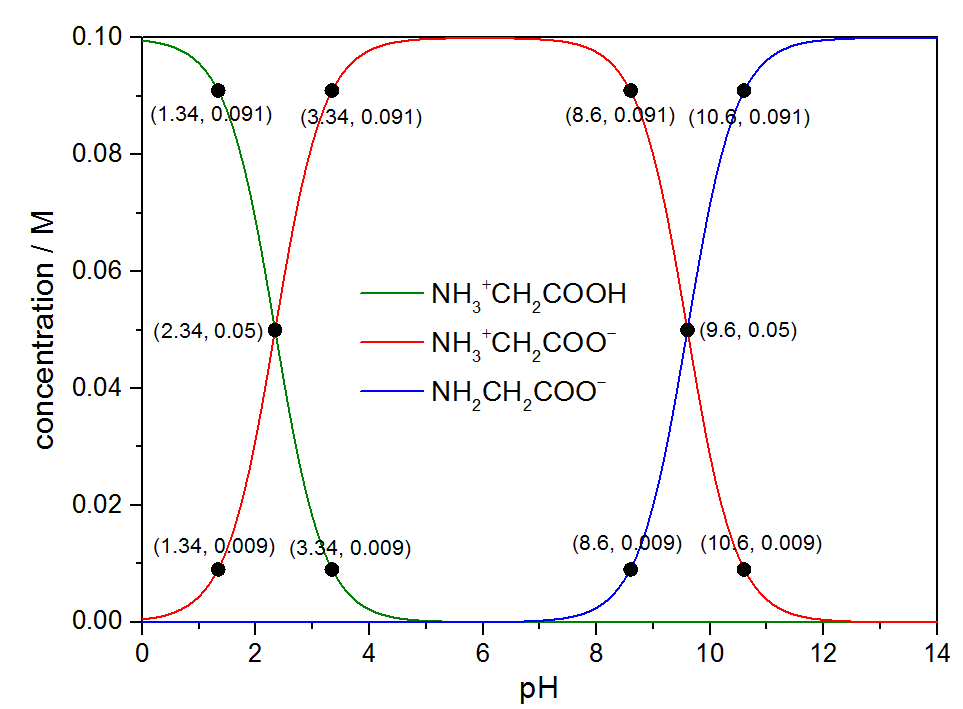 0.10
0.08
0.06
0.04
0.02
0.00
concentration / M
(1.34, 0.091)
(3.34, 0.091)
(8.6, 0.091)
(10.6, 0.091)
NH₃⁺CH₂COOH
(2.34, 0.05)
NH₃⁺CH₂COO⁻
(9.6, 0.05)
NH₂CH₂COO⁻
(1.34, 0.009)
(3.34, 0.009)
(8.6, 0.009)
(10.6, 0.009)
0 2 4 6 8 10 12 14
pH